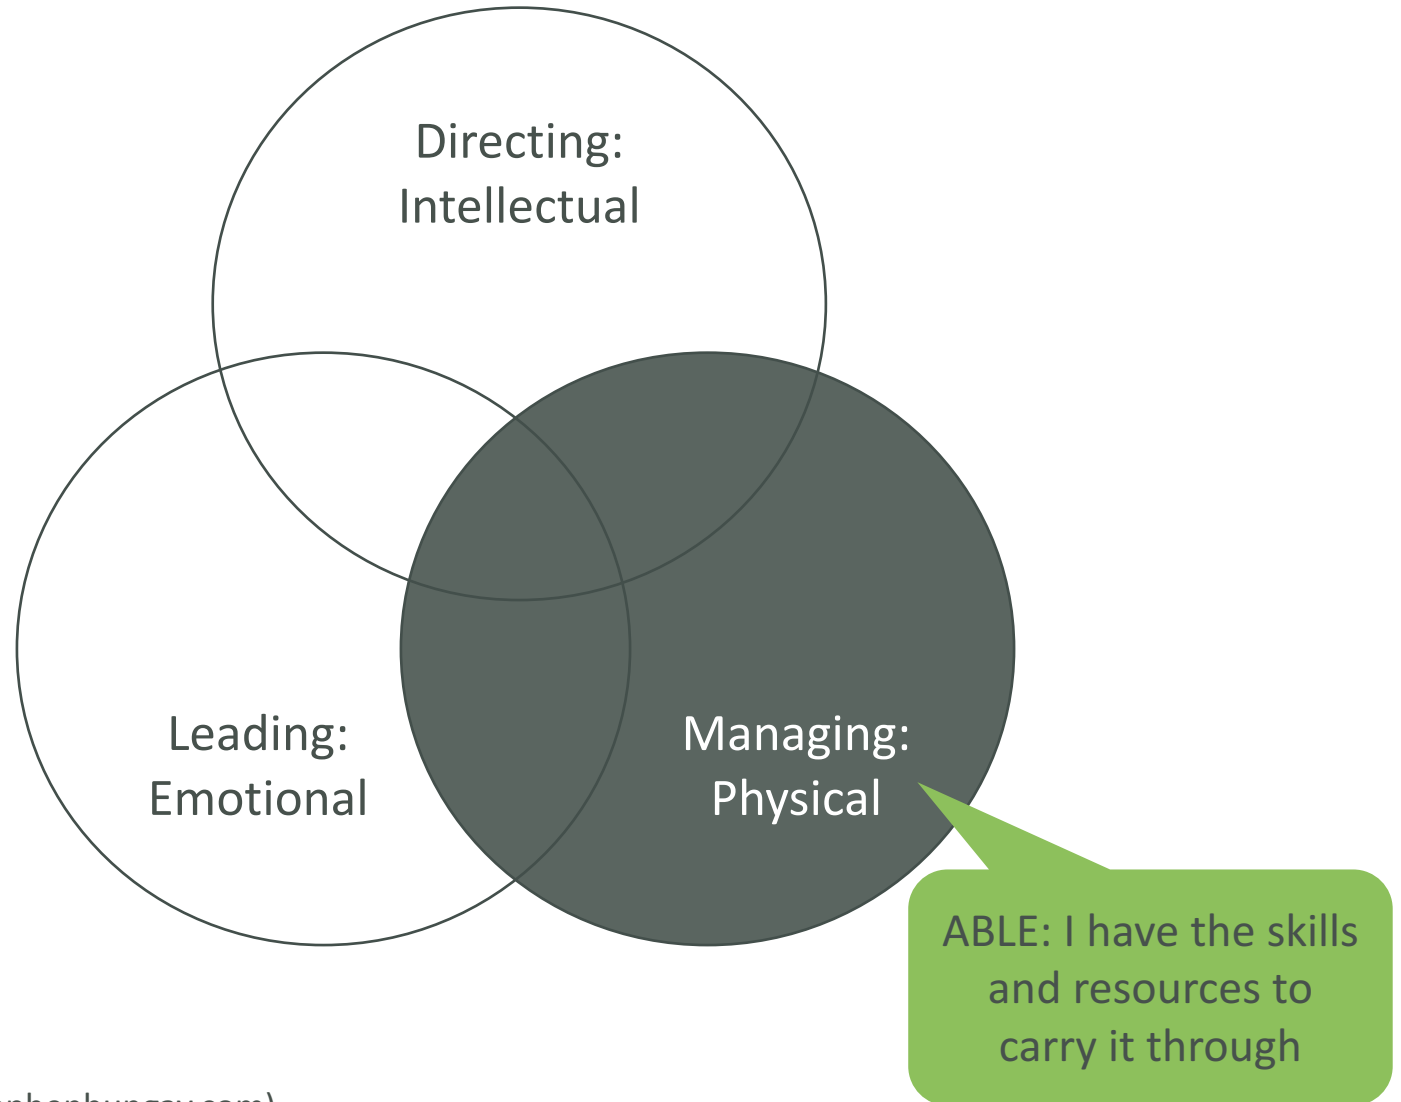 Directing:
Intellectual
Leading:
Emotional
Managing:
Physical
ABLE: I have the skills
and resources to
carry it through